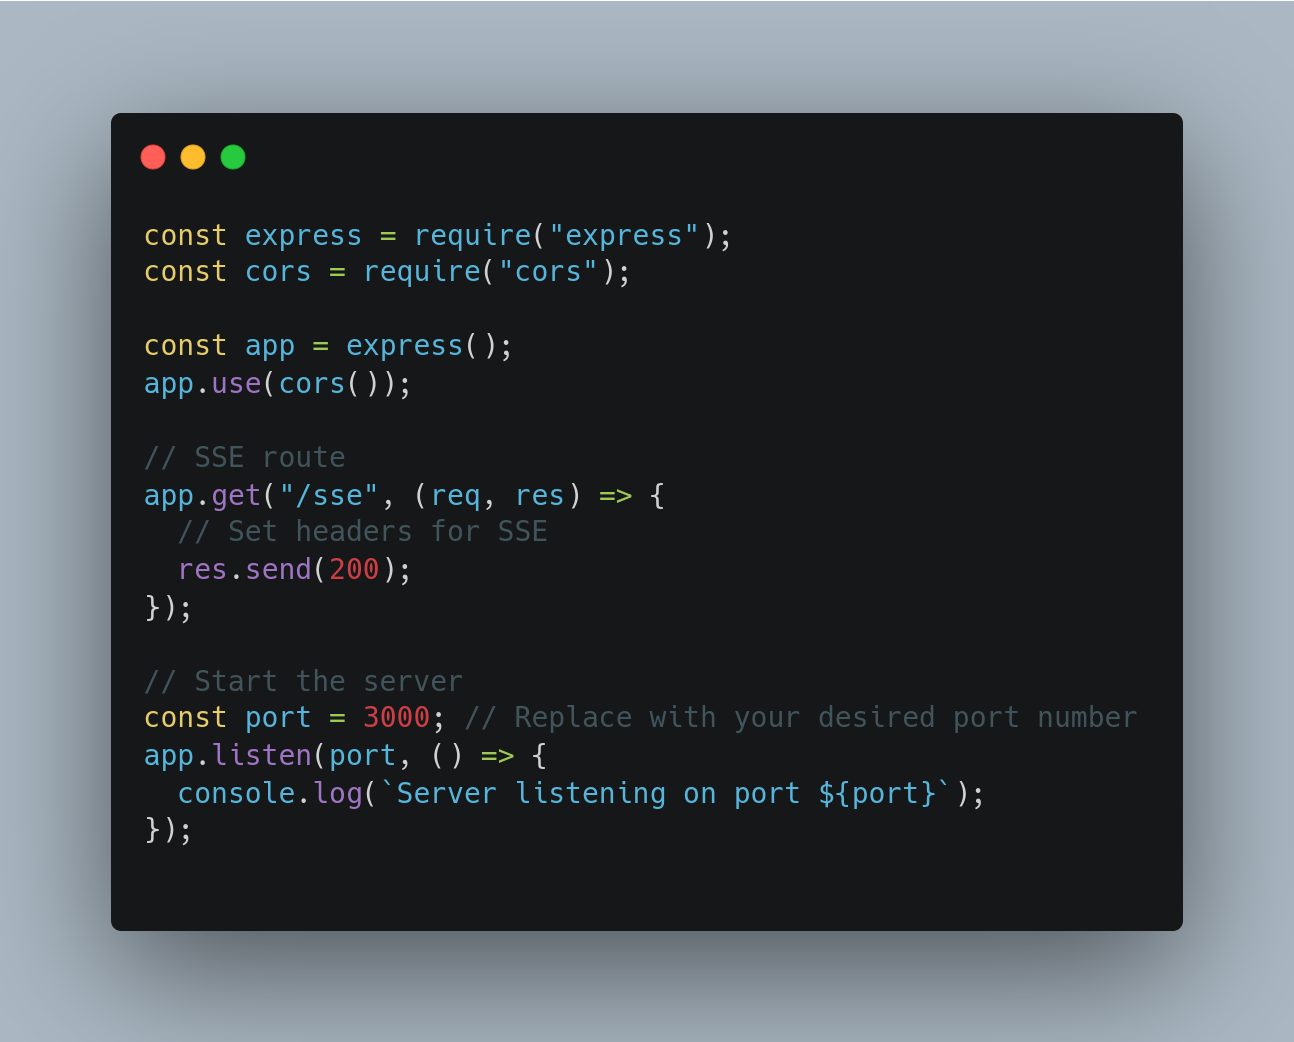 const express = require("express");
const cors = require("cors");

const app = express();
app.use(cors());

// SSE route
app.get("/sse", (req, res) => {
  // Set headers for SSE
  res.send(200);
});

// Start the server
const port = 3000; // Replace with your desired port number
app.listen(port, () => {
  console.log(`Server listening on port ${port}`);
});